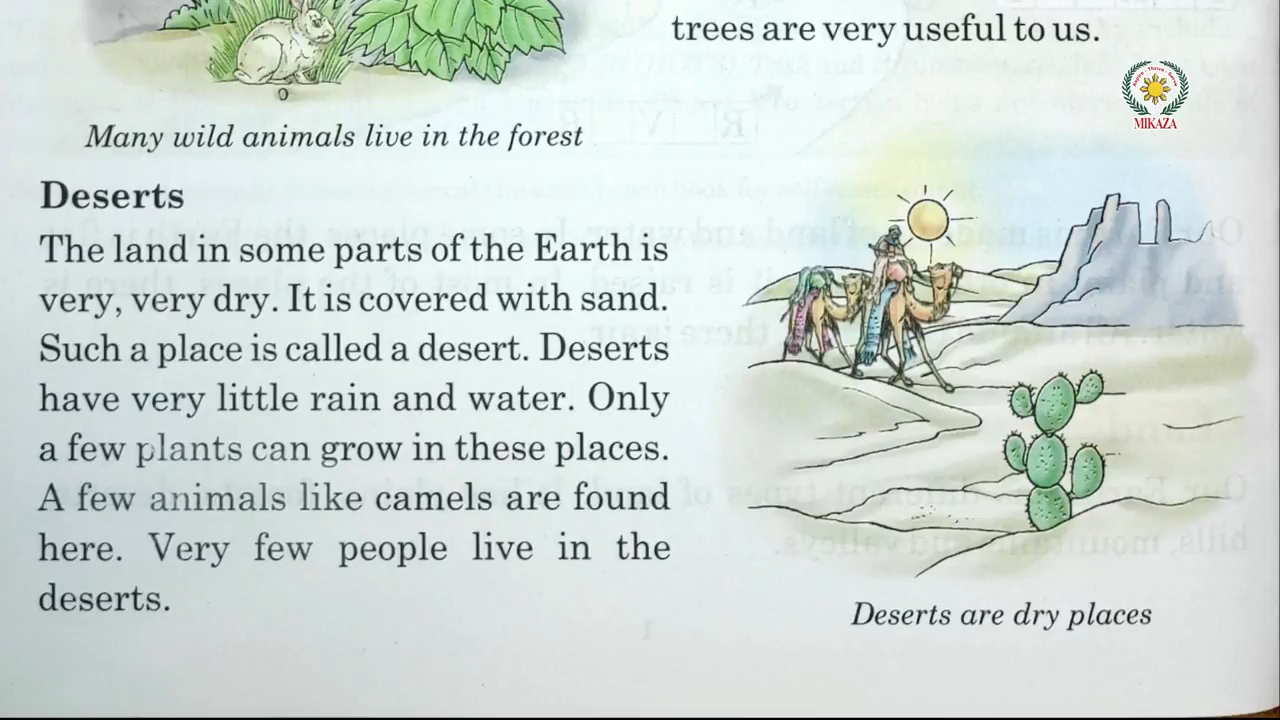 trees are very useful to us.
MIKAZA
Many wild animals live in the forest
Deserts
The land in some parts of the Earth is
very, very dry. It is covered with sand.
Such a place is called a desert. Deserts
have very little rain and water. Only
a few plants can grow in these places.
A few animals like camels are found
here. Very few people live in the
deserts.
Deserts are dry places